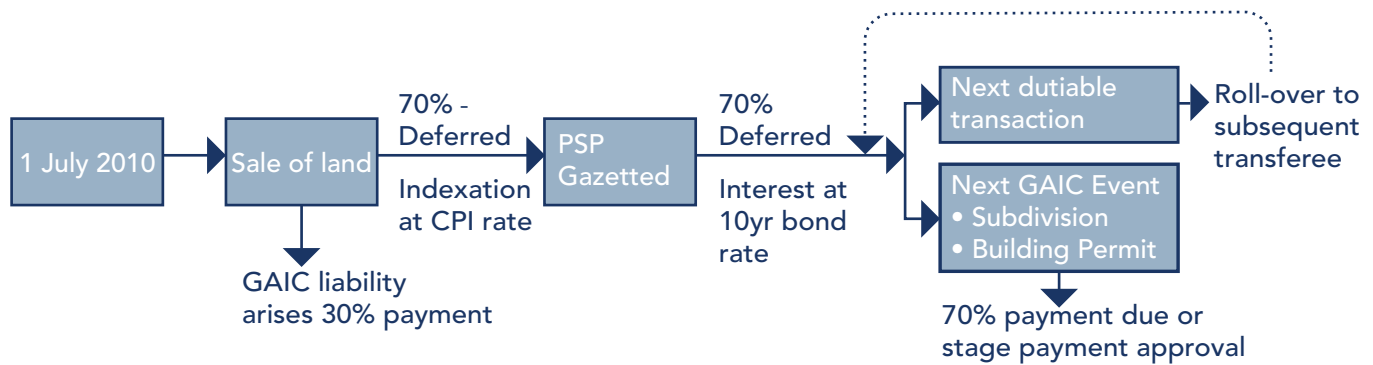 1 July 2010
Sale of land
GAIC liability
arises 30% payment
70% -
Deferred
Indexation
at CPI rate
PSP
Gazetted
70%
Deferred
Interest at
10yr bond
rate
Next dutiable
transaction
Roll-over to
subsequent
transferee
Next GAIC Event
• Subdivision
• Building Permit
70% payment due or
stage payment approval